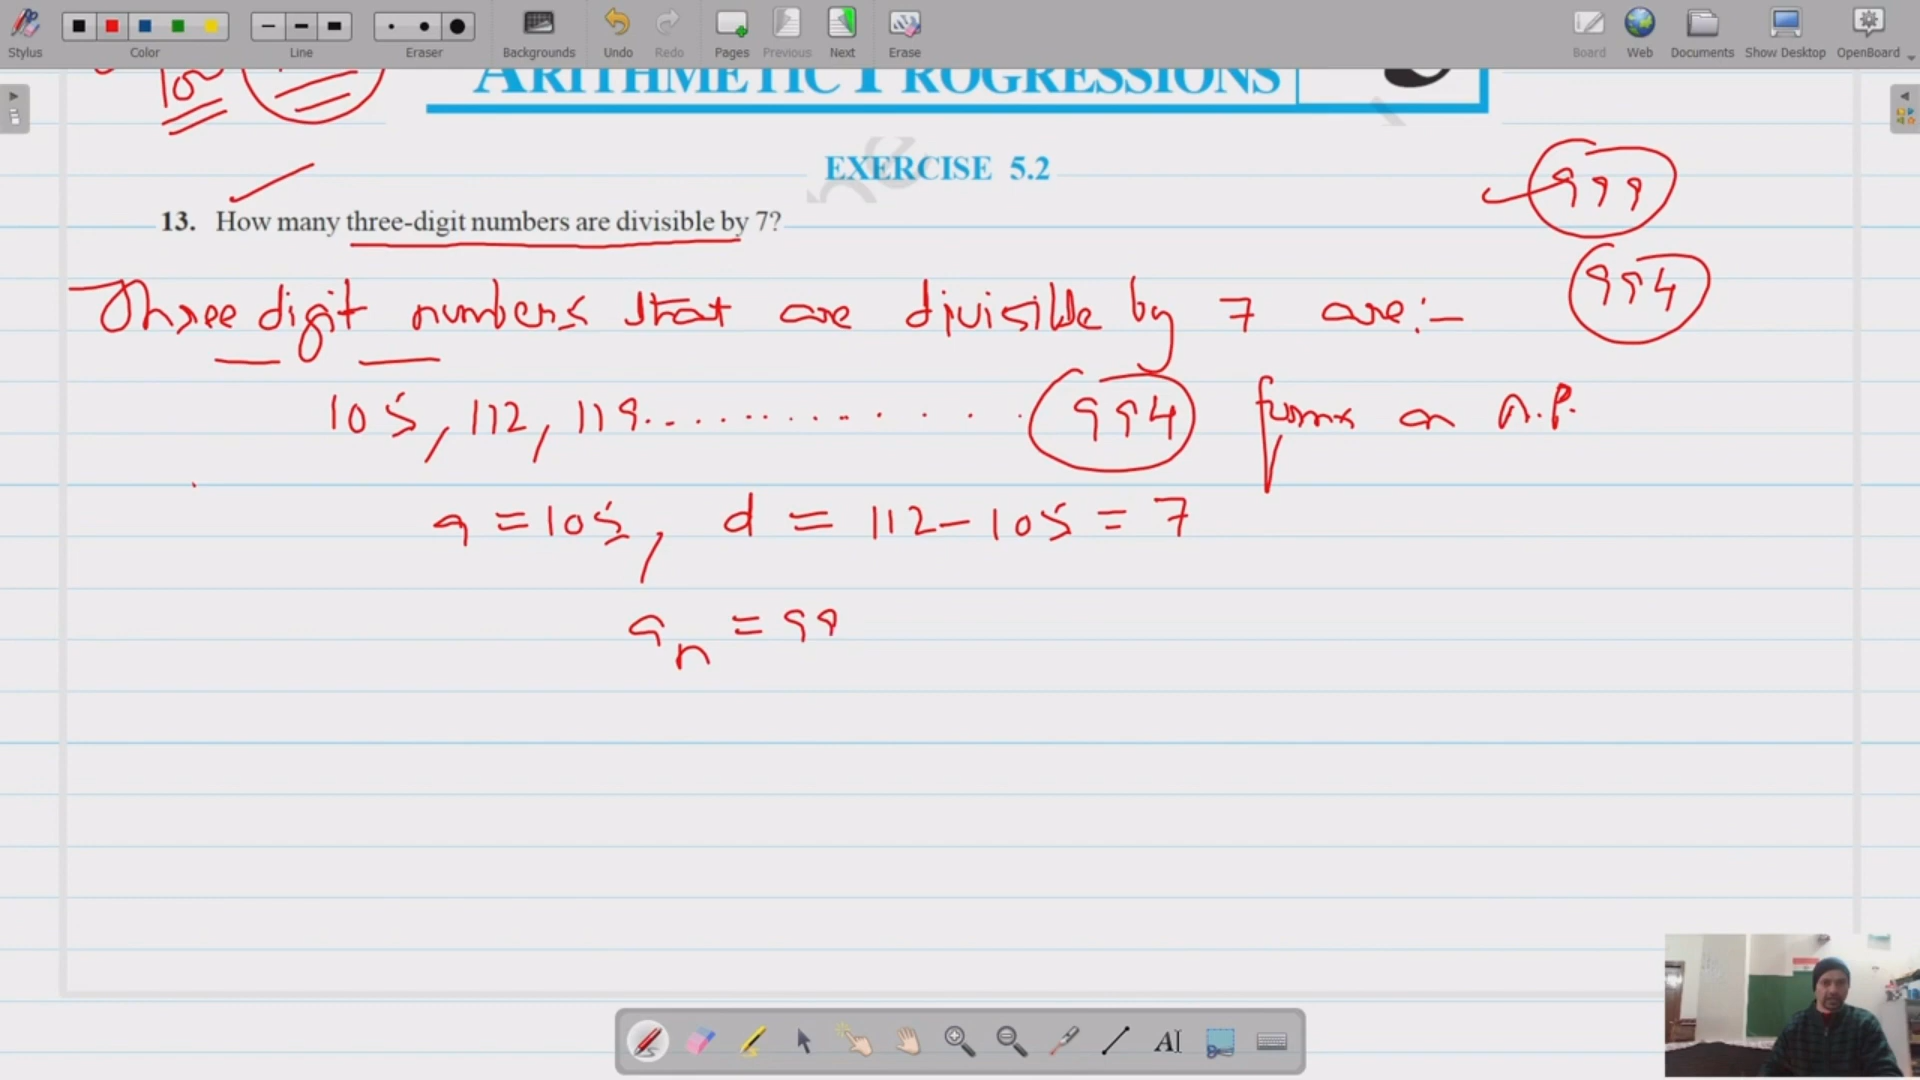 Stylus Color Line Eraser Backgrounds Undo Redo Pages Previous Next Erase Board Web Documents Show Desktop OpenBoard
ARITHMETIC PROGRESSIONS
EXERCISE 5.2
999
13. How many three-digit numbers are divisible by 7?
994
Three digit numbers that are divisible by 7 are:-
105, 112, 119............. 994 forms an A.P.
a = 105, d = 112 - 105 = 7
an = 99
AI